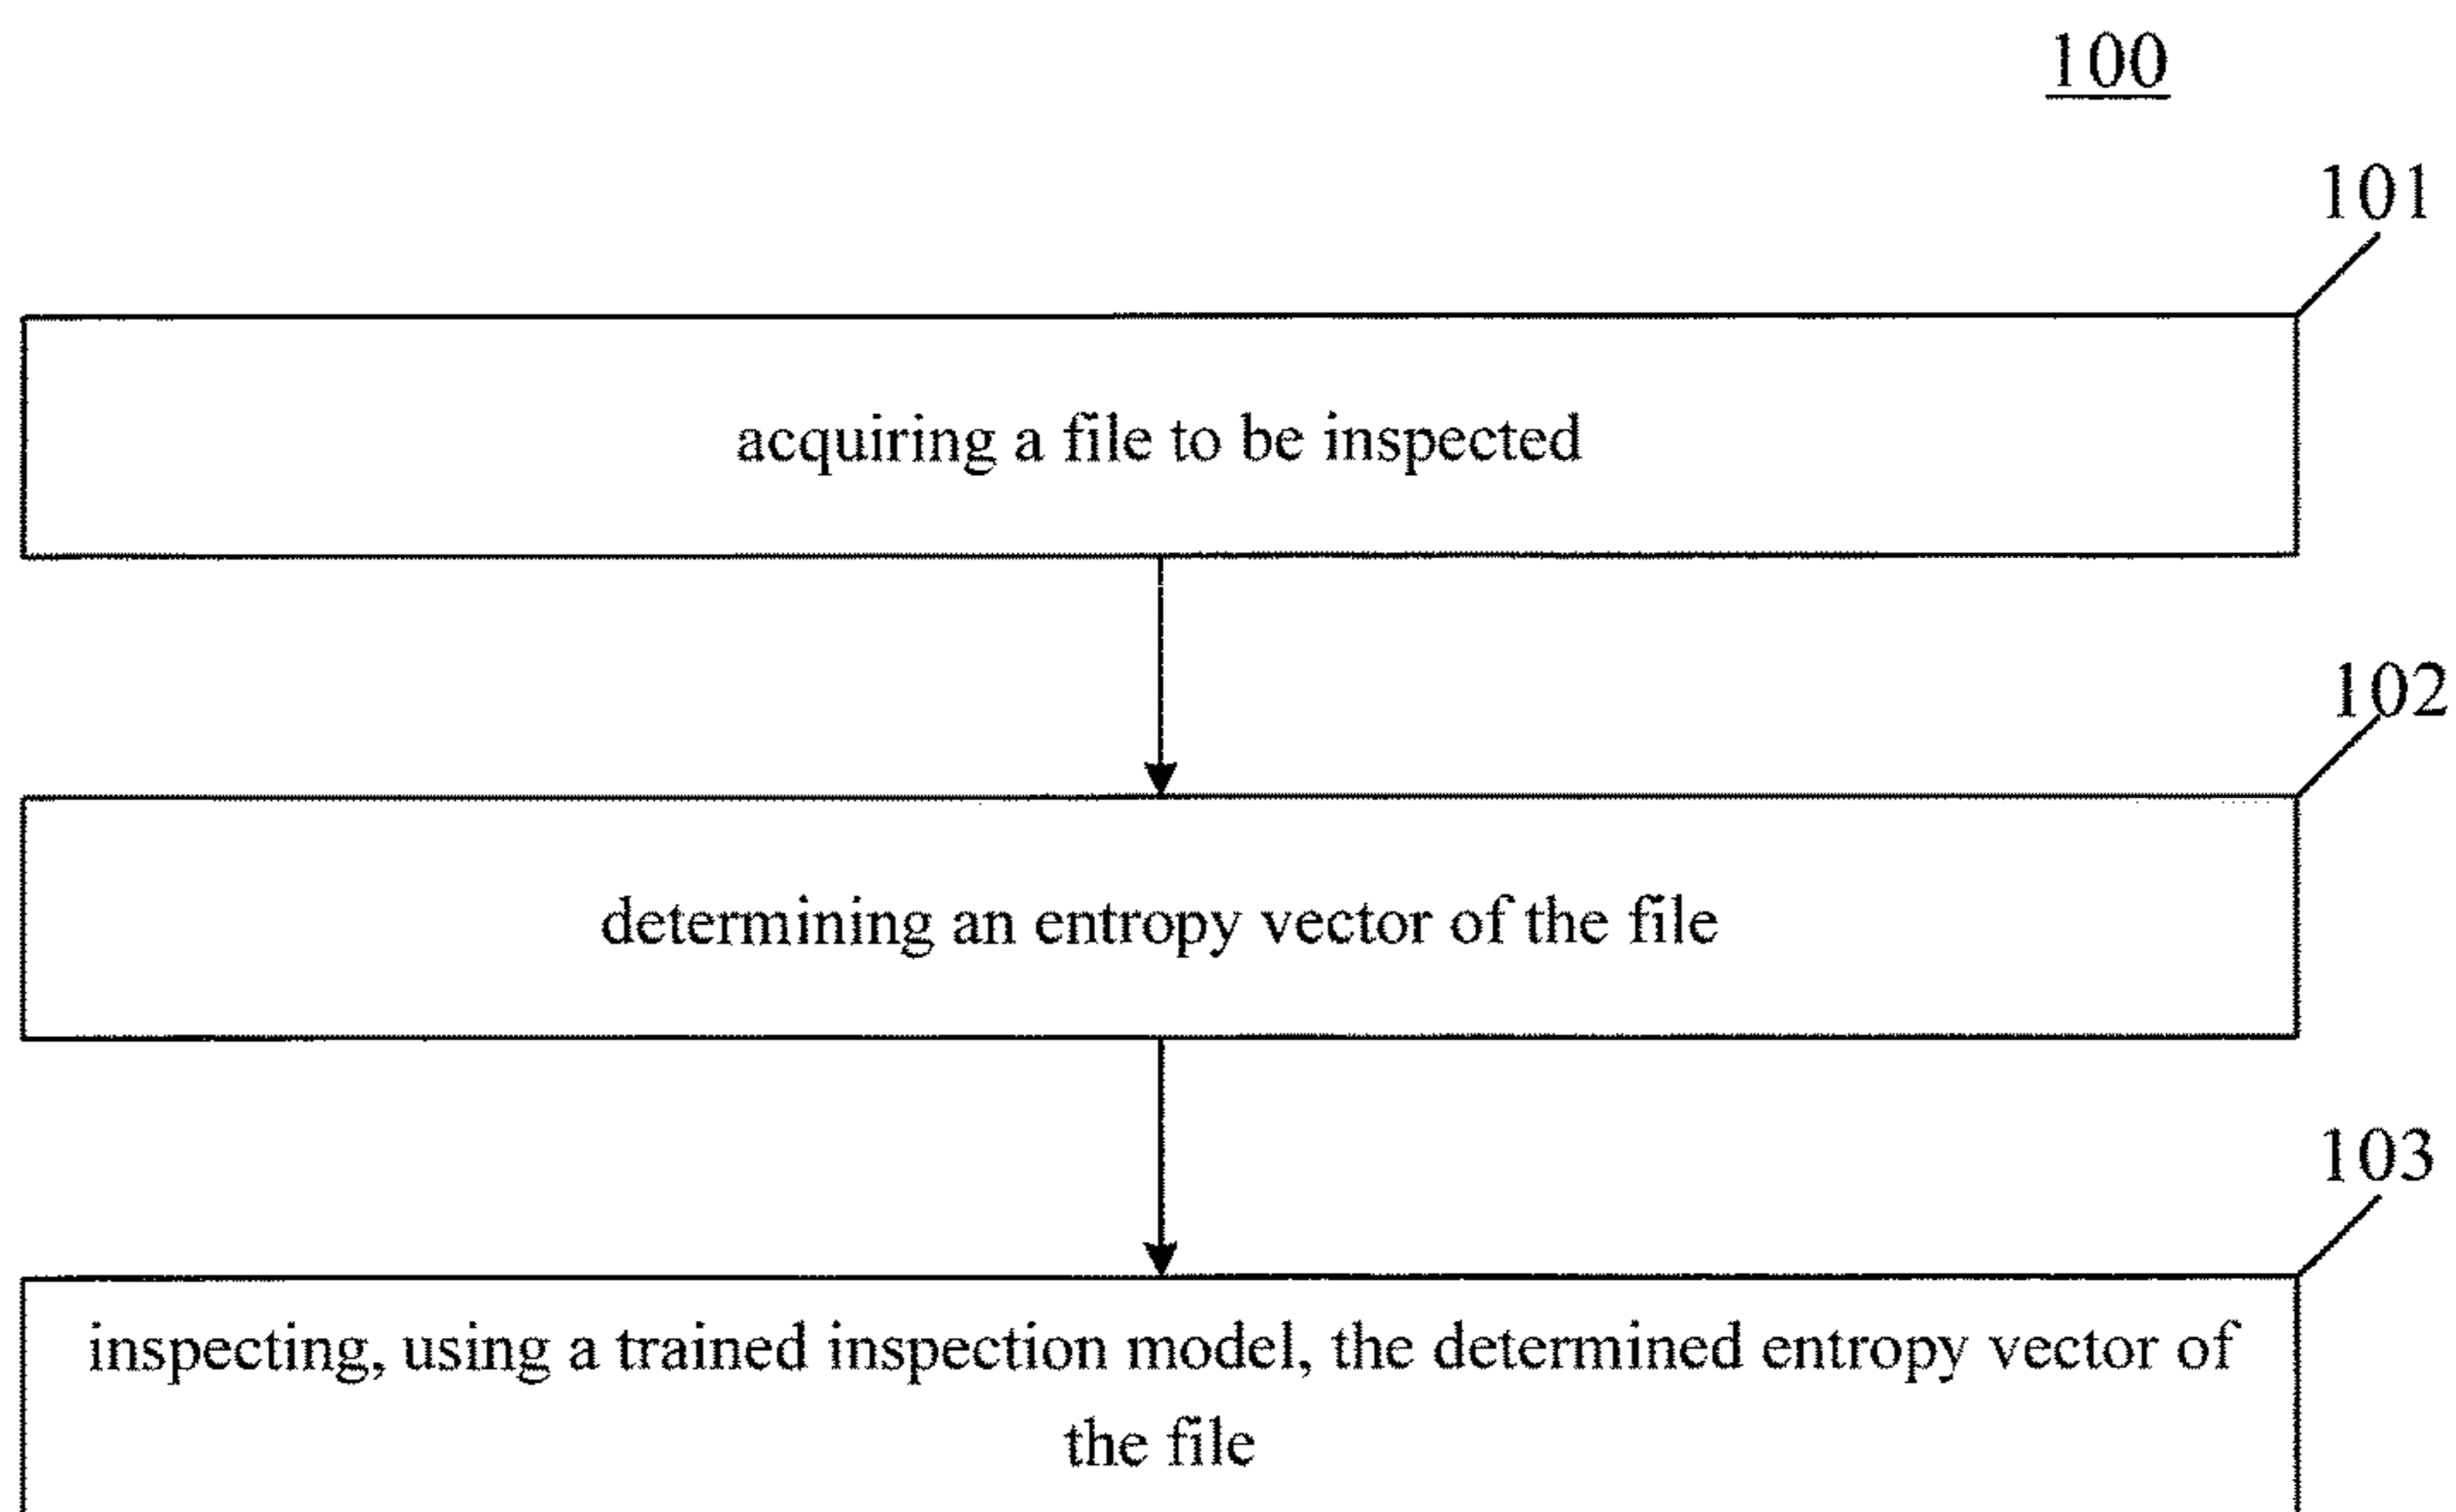 100
101
acquiring a file to be inspected
102
determining an entropy vector of the file
103
inspecting, using a trained inspection model, the determined entropy vector of
the file